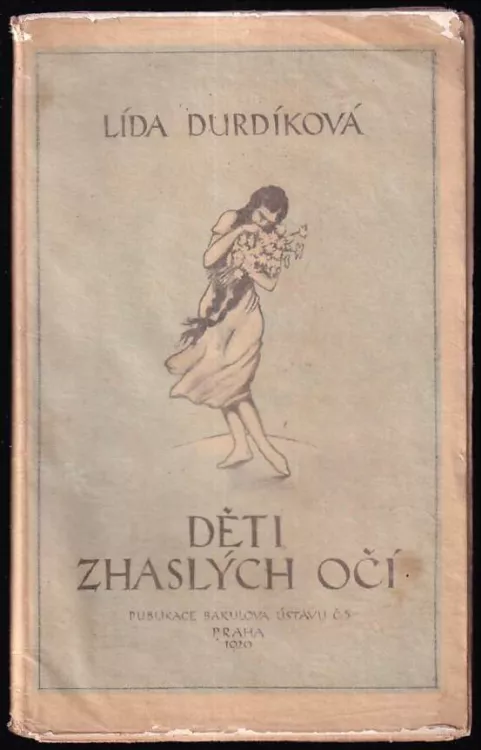 LÍDA DURDÍKOVÁ
DĚTI
ZHASLÝCH OČÍ
PUBLIKACE BAKULOVA ÚSTAVU Č.S.
PRAHA
1920